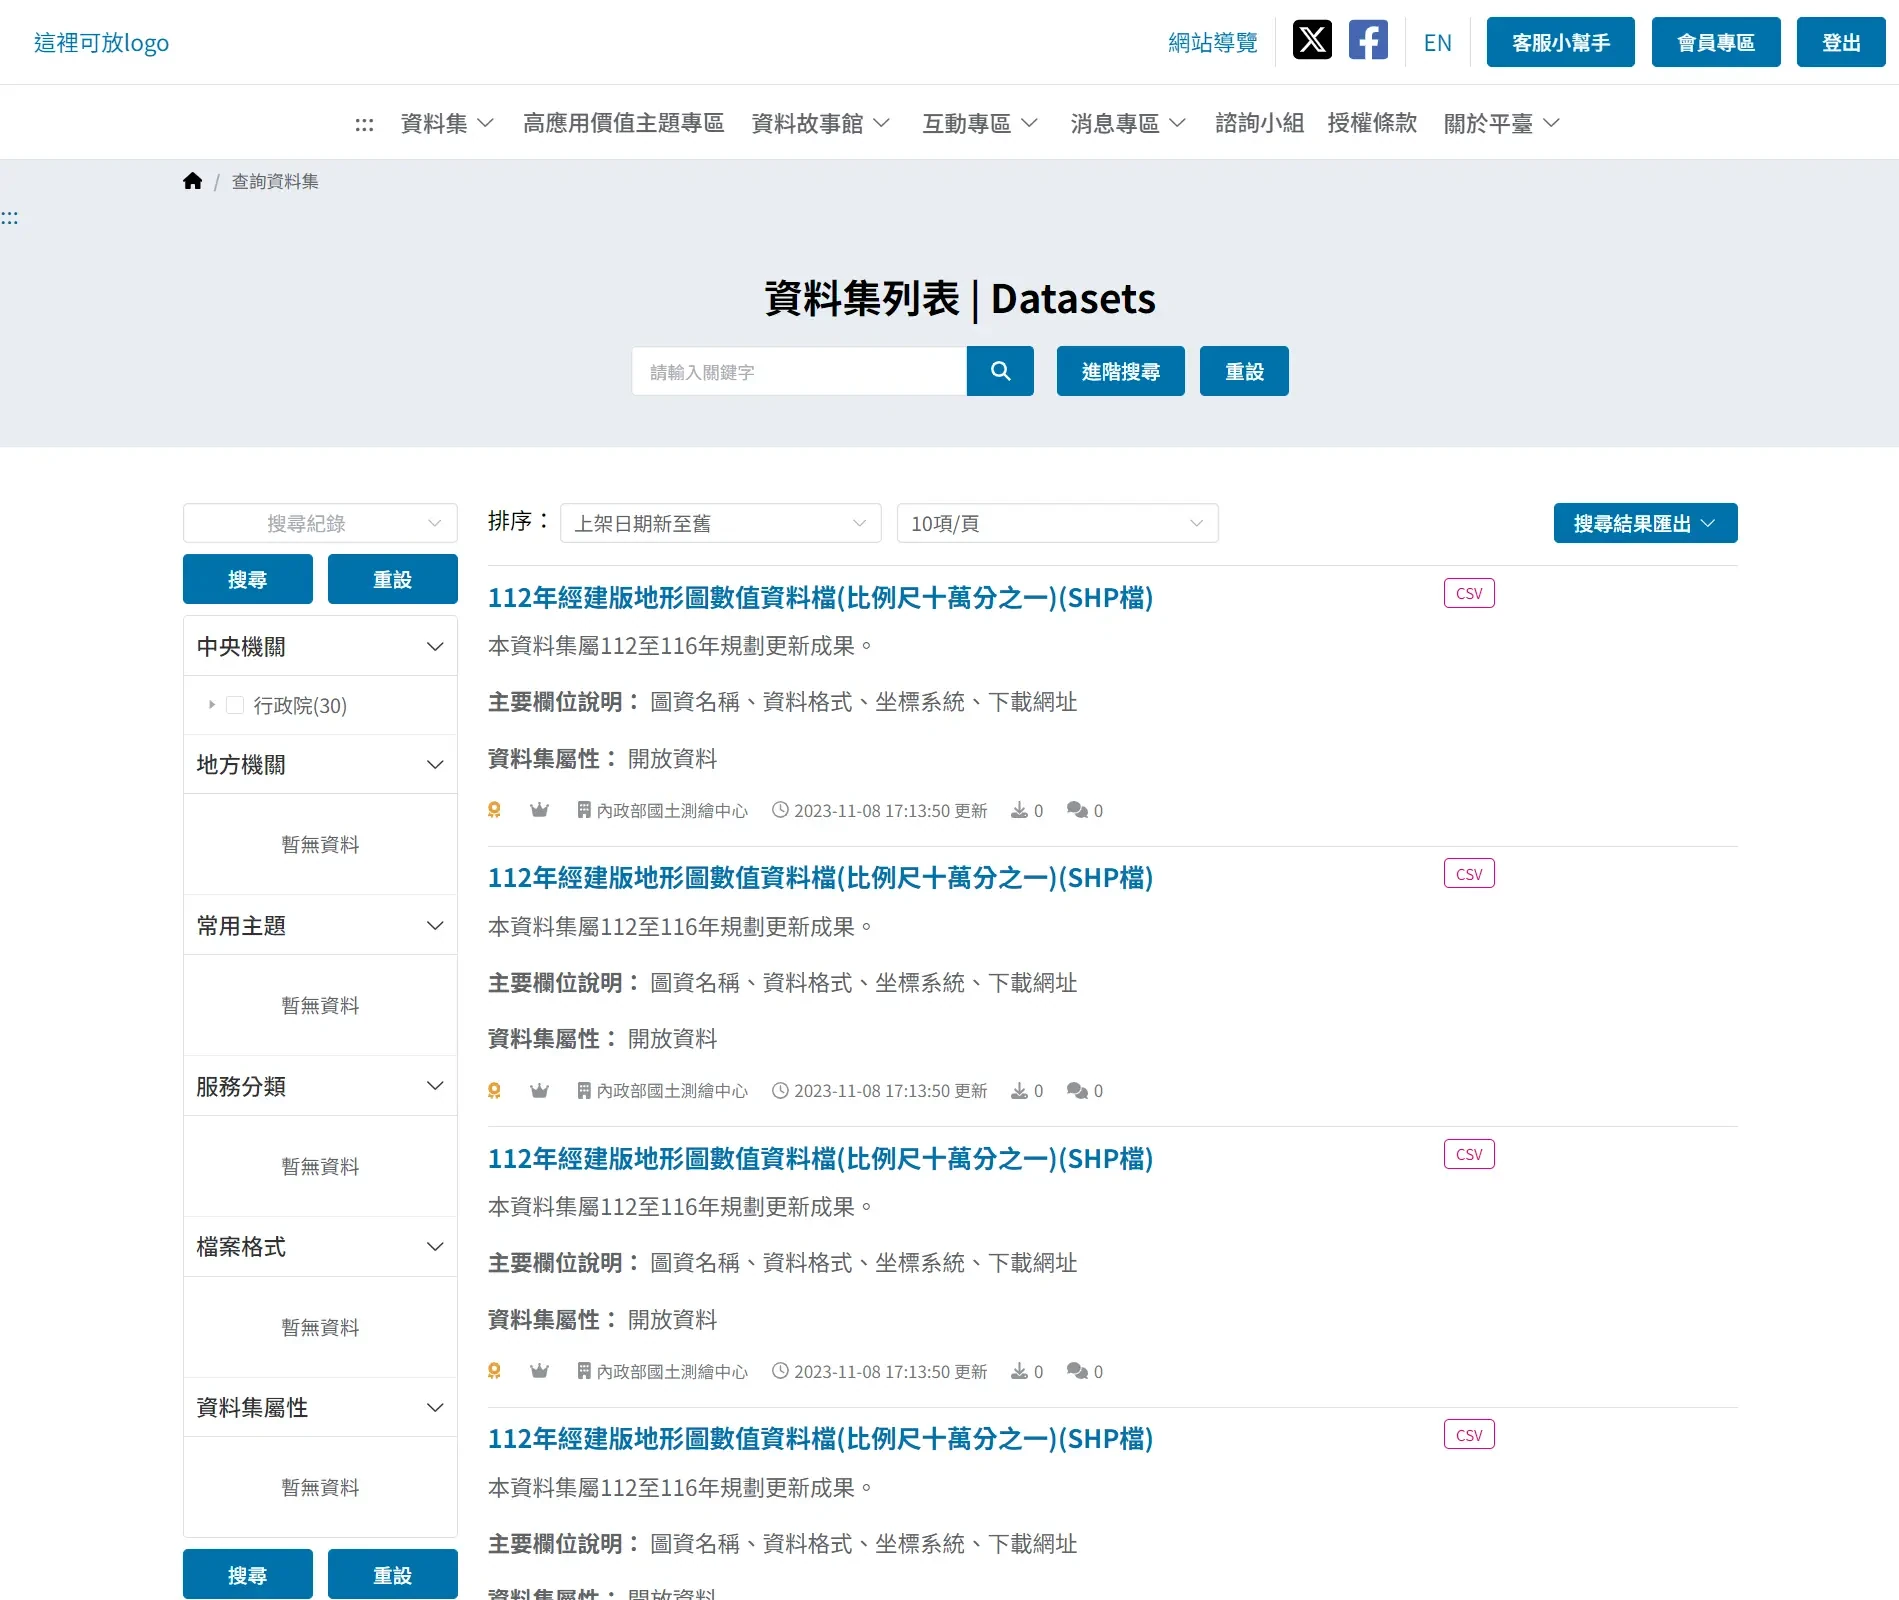 這裡可放logo
網站導覽
EN
客服小幫手
會員專區
登出
:::
資料集
高應用價值主題專區
資料故事館
互動專區
消息專區
諮詢小組
授權條款
關於平臺
/ 查詢資料集
:::
資料集列表 | Datasets
請輸入關鍵字
進階搜尋
重設
搜尋紀錄
搜尋
重設
中央機關
行政院(30)
地方機關
暫無資料
常用主題
暫無資料
服務分類
暫無資料
檔案格式
暫無資料
資料集屬性
暫無資料
搜尋
重設
排序：
上架日期新至舊
10項/頁
搜尋結果匯出
112年經建版地形圖數值資料檔(比例尺十萬分之一)(SHP檔)
CSV
本資料集屬112至116年規劃更新成果。
主要欄位說明： 圖資名稱、資料格式、坐標系統、下載網址
資料集屬性： 開放資料
內政部國土測繪中心 2023-11-08 17:13:50 更新 0 0
112年經建版地形圖數值資料檔(比例尺十萬分之一)(SHP檔)
CSV
本資料集屬112至116年規劃更新成果。
主要欄位說明： 圖資名稱、資料格式、坐標系統、下載網址
資料集屬性： 開放資料
內政部國土測繪中心 2023-11-08 17:13:50 更新 0 0
112年經建版地形圖數值資料檔(比例尺十萬分之一)(SHP檔)
CSV
本資料集屬112至116年規劃更新成果。
主要欄位說明： 圖資名稱、資料格式、坐標系統、下載網址
資料集屬性： 開放資料
內政部國土測繪中心 2023-11-08 17:13:50 更新 0 0
112年經建版地形圖數值資料檔(比例尺十萬分之一)(SHP檔)
CSV
本資料集屬112至116年規劃更新成果。
主要欄位說明： 圖資名稱、資料格式、坐標系統、下載網址
資料集屬性： 開放資料